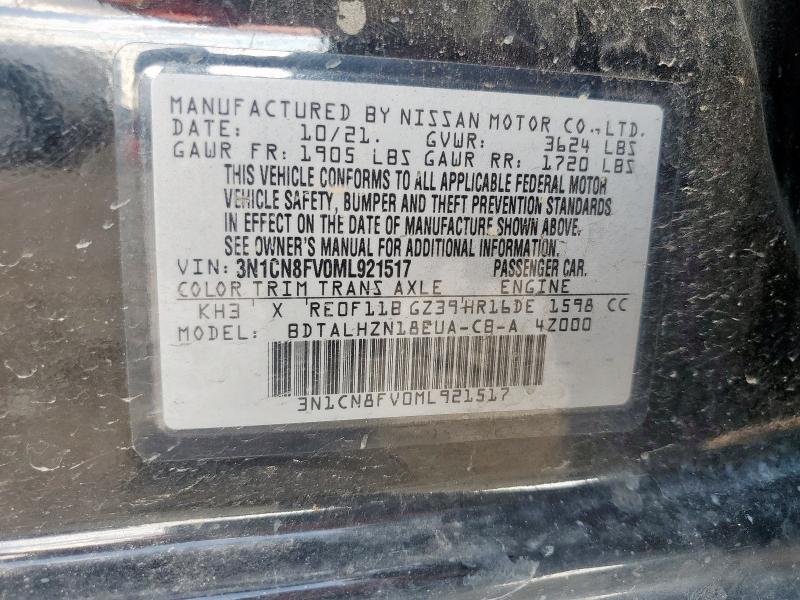 MANUFACTURED BY NISSAN MOTOR CO., LTD.
DATE: 10/21. GVWR: 3624 LBS
GAWR FR: 1905 LBS GAWR RR: 1720 LBS
THIS VEHICLE CONFORMS TO ALL APPLICABLE FEDERAL MOTOR
VEHICLE SAFETY, BUMPER AND THEFT PREVENTION STANDARDS
IN EFFECT ON THE DATE OF MANUFACTURE SHOWN ABOVE.
SEE OWNER'S MANUAL FOR ADDITIONAL INFORMATION.
VIN: 3N1CN8FV0ML921517 PASSENGER CAR.
COLOR TRIM TRANS AXLE ENGINE
KH3 X RE0F11B GZ39 HR16DE 1598 CC
MODEL: BDTALHZN18EUA-CB-A 4Z000
3N1CN8FV0ML921517